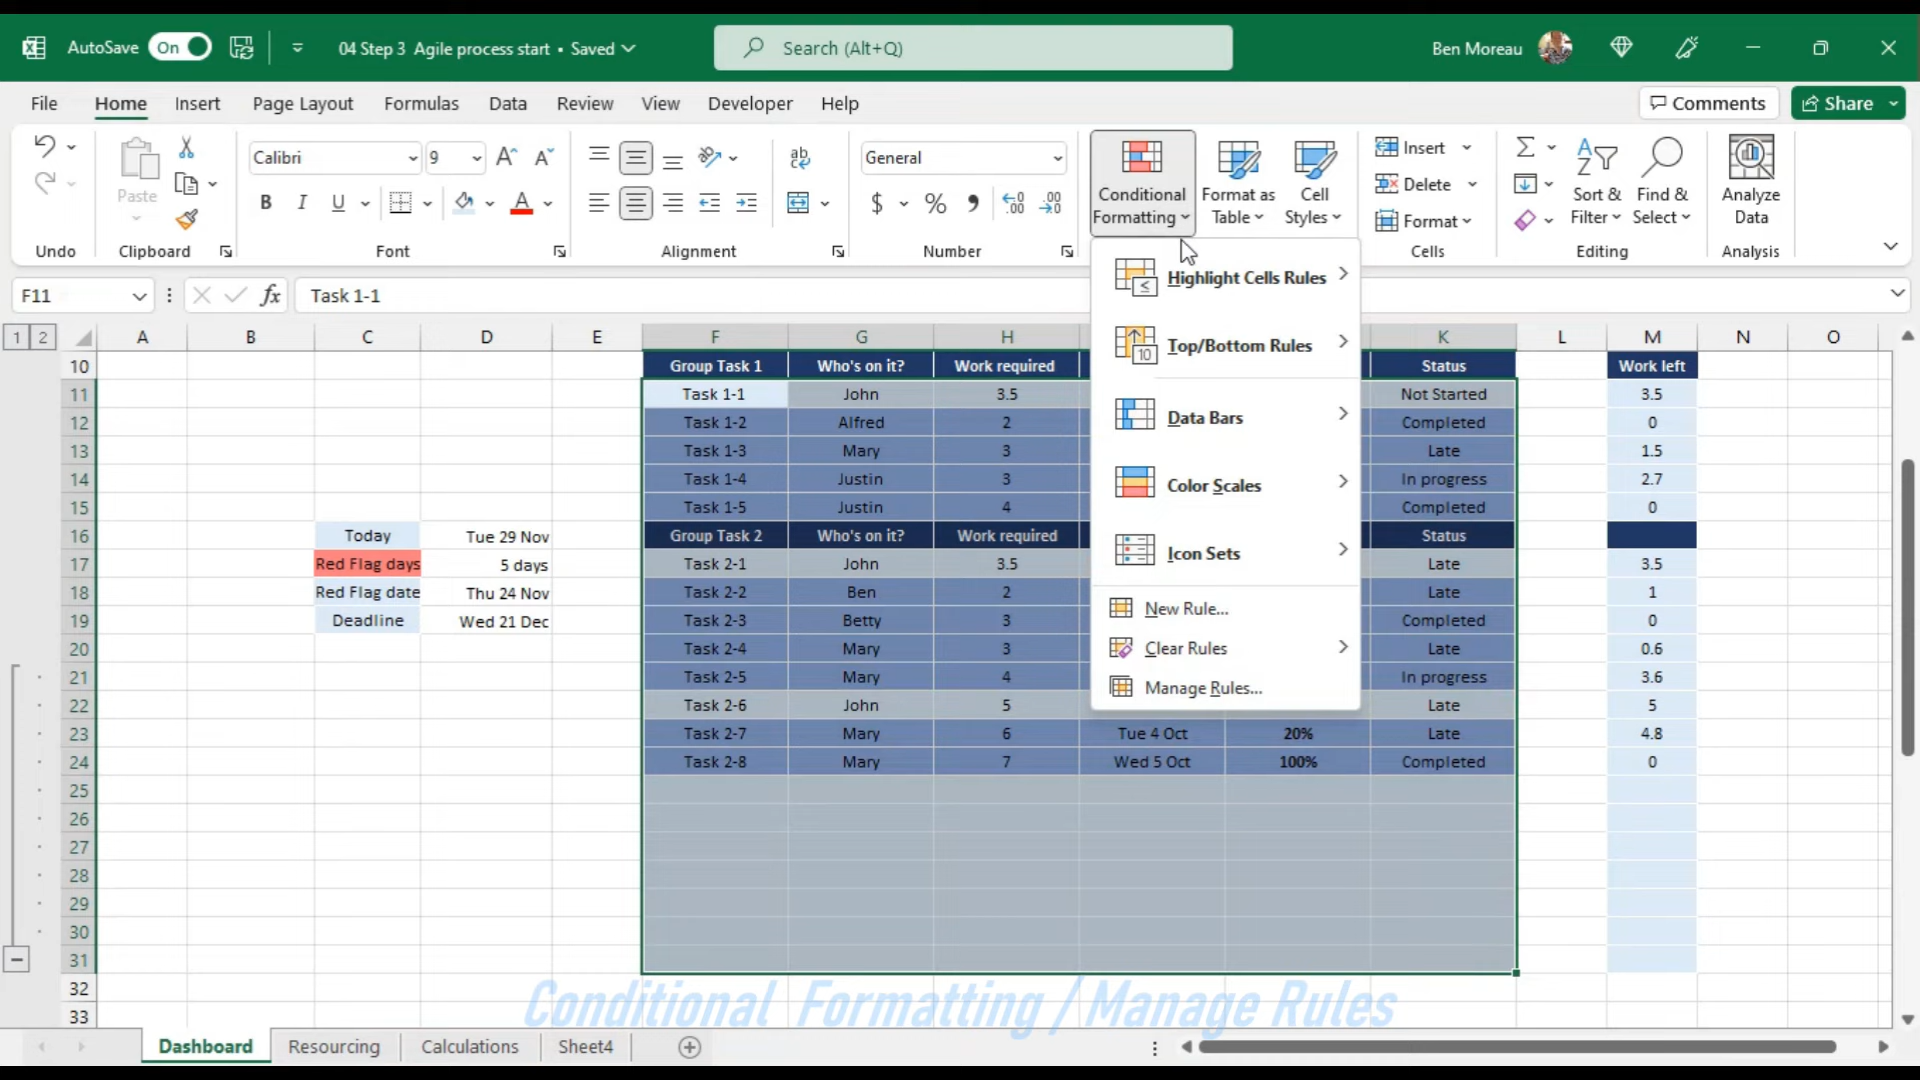 AutoSave On 04 Step 3 Agile process start • Saved Search (Alt+Q) Ben Moreau
File Home Insert Page Layout Formulas Data Review View Developer Help Comments Share
Undo
Paste
Clipboard
Calibri 9
B I U A
Font
ab
Alignment
General
$ % 9 .00 .00
Number
Conditional Formatting
Format as Table
Cell Styles
Insert
Delete
Format
Cells
Sort & Filter
Find & Select
Editing
Analyze Data
Analysis
F11 fx Task 1-1
Highlight Cells Rules
Top/Bottom Rules
Data Bars
Color Scales
Icon Sets
New Rule...
Clear Rules
Manage Rules...
1 2 A B C D E F G H K L M N O
10 Group Task 1 Who's on it? Work required Status Work left
11 Task 1-1 John 3.5 Not Started 3.5
12 Task 1-2 Alfred 2 Completed 0
13 Task 1-3 Mary 3 Late 1.5
14 Task 1-4 Justin 3 In progress 2.7
15 Task 1-5 Justin 4 Completed 0
16 Today Tue 29 Nov Group Task 2 Who's on it? Work required Status
17 Red Flag days 5 days Task 2-1 John 3.5 Late 3.5
18 Red Flag date Thu 24 Nov Task 2-2 Ben 2 Late 1
19 Deadline Wed 21 Dec Task 2-3 Betty 3 Completed 0
20 Task 2-4 Mary 3 Late 0.6
21 Task 2-5 Mary 4 In progress 3.6
22 Task 2-6 John 5 Late 5
23 Task 2-7 Mary 6 Tue 4 Oct 20% Late 4.8
24 Task 2-8 Mary 7 Wed 5 Oct 100% Completed 0
25
26
27
28
29
30
31
32
33
Conditional Formatting / Manage Rules
Dashboard Resourcing Calculations Sheet4